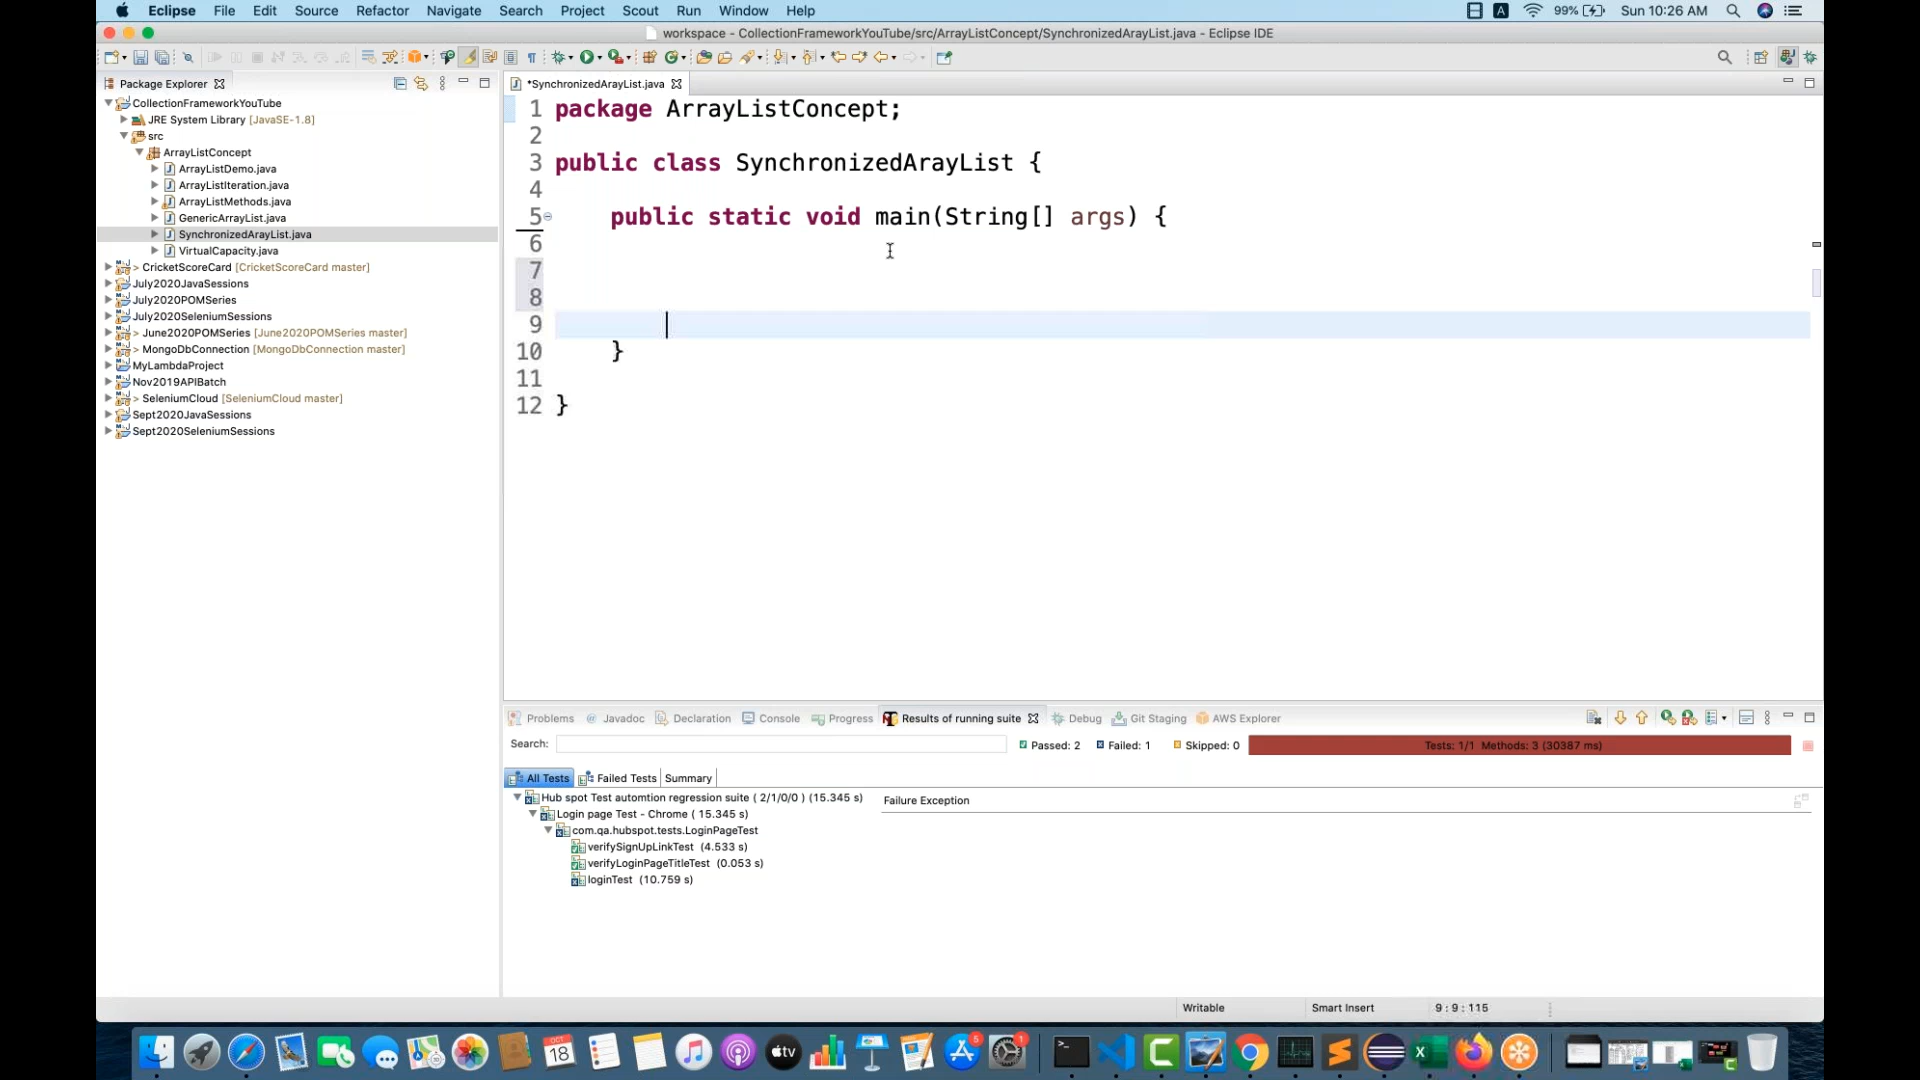 Eclipse File Edit Source Refactor Navigate Search Project Scout Run Window Help 99% Sun 10:26 AM
workspace - CollectionFrameworkYouTube/src/ArrayListConcept/SynchronizedArayList.java - Eclipse IDE
Package Explorer
CollectionFrameworkYouTube
JRE System Library [JavaSE-1.8]
src
ArrayListConcept
ArrayListDemo.java
ArrayListIteration.java
ArrayListMethods.java
GenericArrayList.java
SynchronizedArayList.java
VirtualCapacity.java
> CricketScoreCard [CricketScoreCard master]
July2020JavaSessions
July2020POMSeries
July2020SeleniumSessions
> June2020POMSeries [June2020POMSeries master]
> MongoDbConnection [MongoDbConnection master]
MyLambdaProject
Nov2019APIBatch
> SeleniumCloud [SeleniumCloud master]
Sept2020JavaSessions
Sept2020SeleniumSessions
*SynchronizedArayList.java
1 package ArrayListConcept;
2
3 public class SynchronizedArayList {
4
5 public static void main(String[] args) {
6
7
8
9
10 }
11
12 }
Problems Javadoc Declaration Console Progress Results of running suite Debug Git Staging AWS Explorer
Search: Passed: 2 Failed: 1 Skipped: 0 Tests: 1/1 Methods: 3 (30387 ms)
All Tests Failed Tests Summary
Hub spot Test automtion regression suite ( 2/1/0/0 ) (15.345 s)
Login page Test - Chrome ( 15.345 s)
com.qa.hubspot.tests.LoginPageTest
verifySignUpLinkTest (4.533 s)
verifyLoginPageTitleTest (0.053 s)
loginTest (10.759 s)
Failure Exception
Writable Smart Insert 9 : 9 : 115
OCT
18
tv
5
1